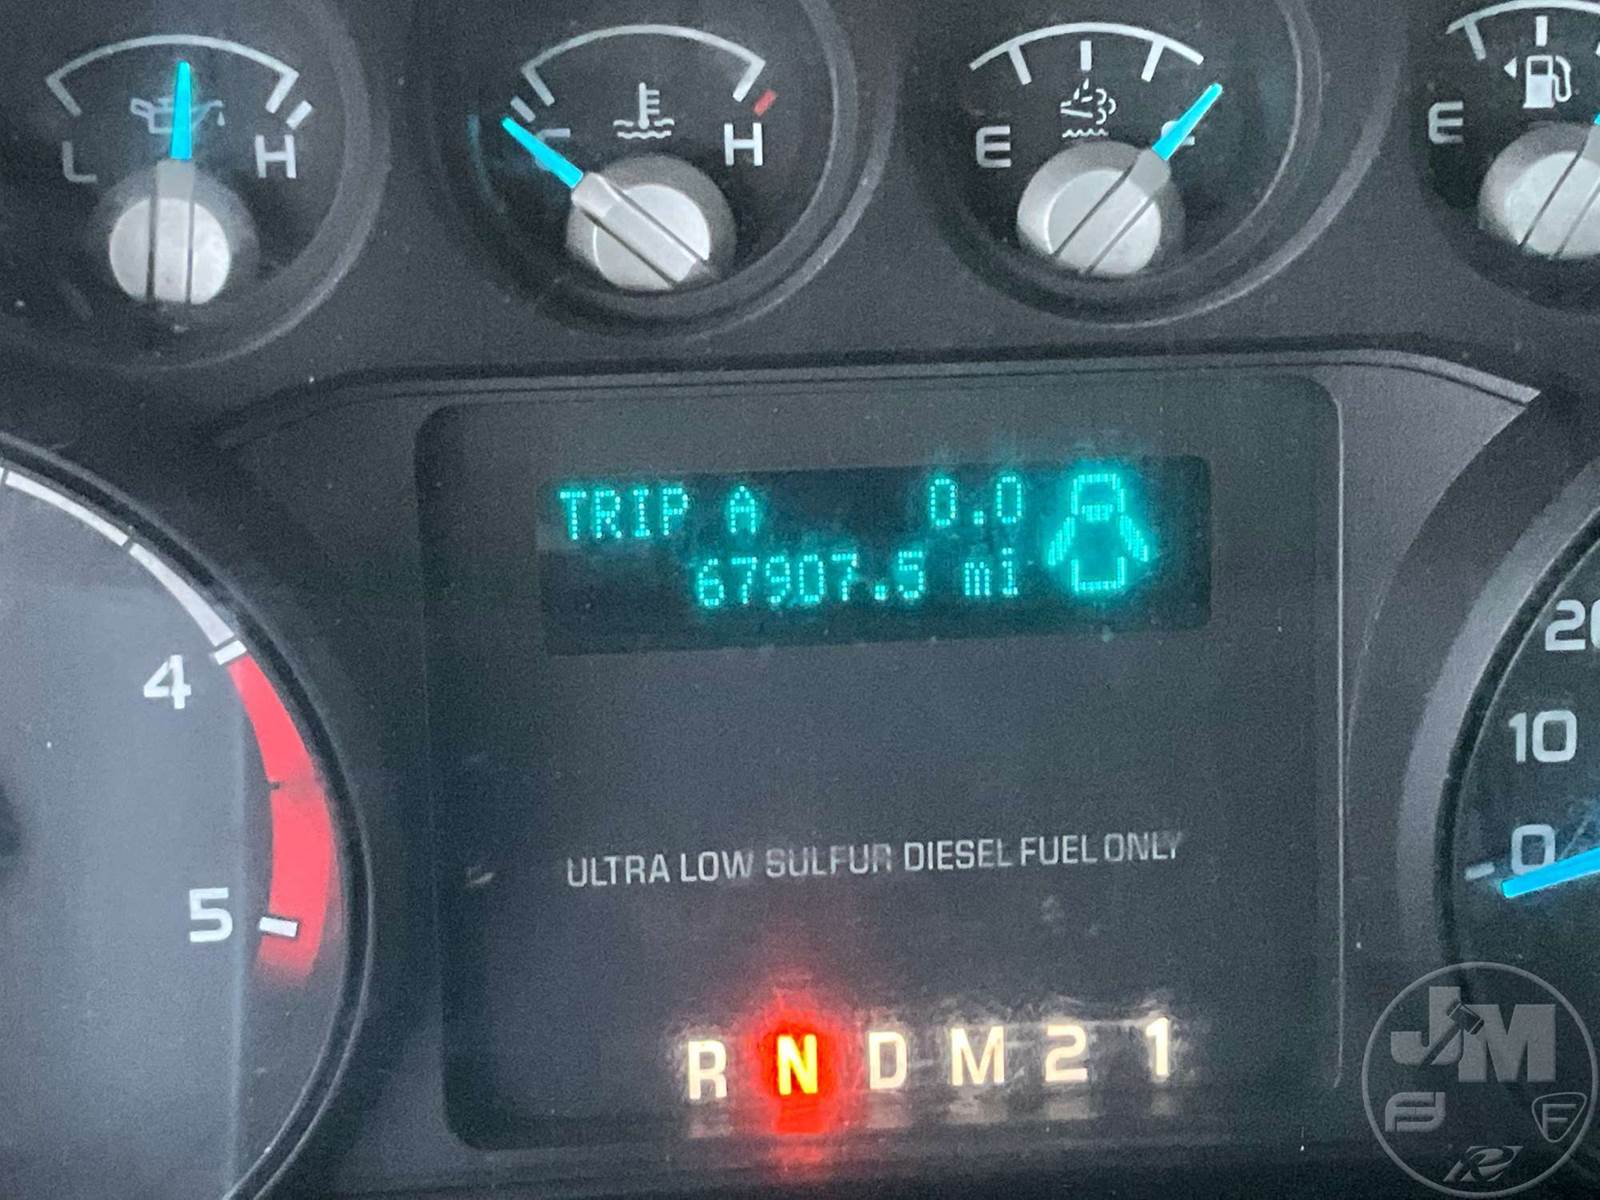 L H
C H
E F
E
TRIP A 0.0
67907.5 mi
4
5
20
10
0
ULTRA LOW SULFUR DIESEL FUEL ONLY
R N D M 2 1
JM